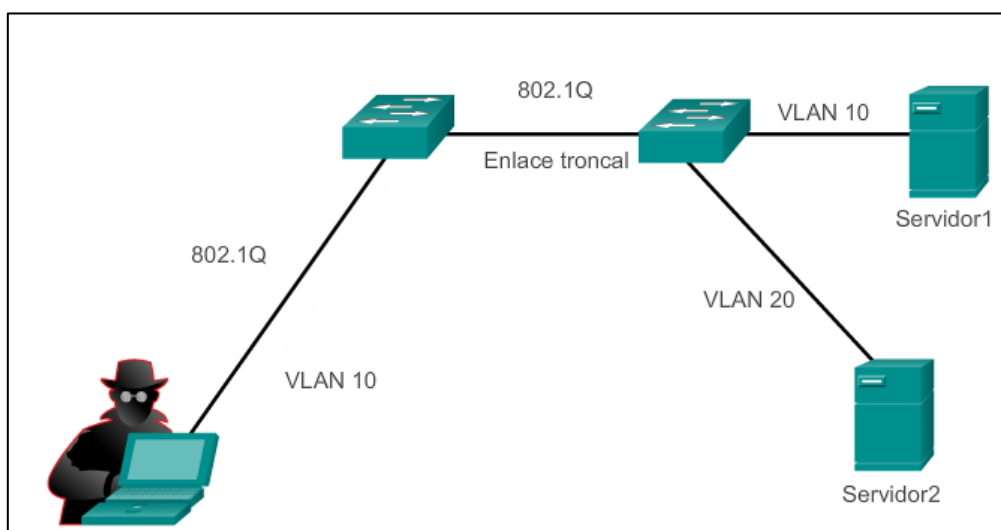 802.1Q
VLAN 10
Enlace troncal
Servidor1
802.1Q
VLAN 20
VLAN 10
Servidor2